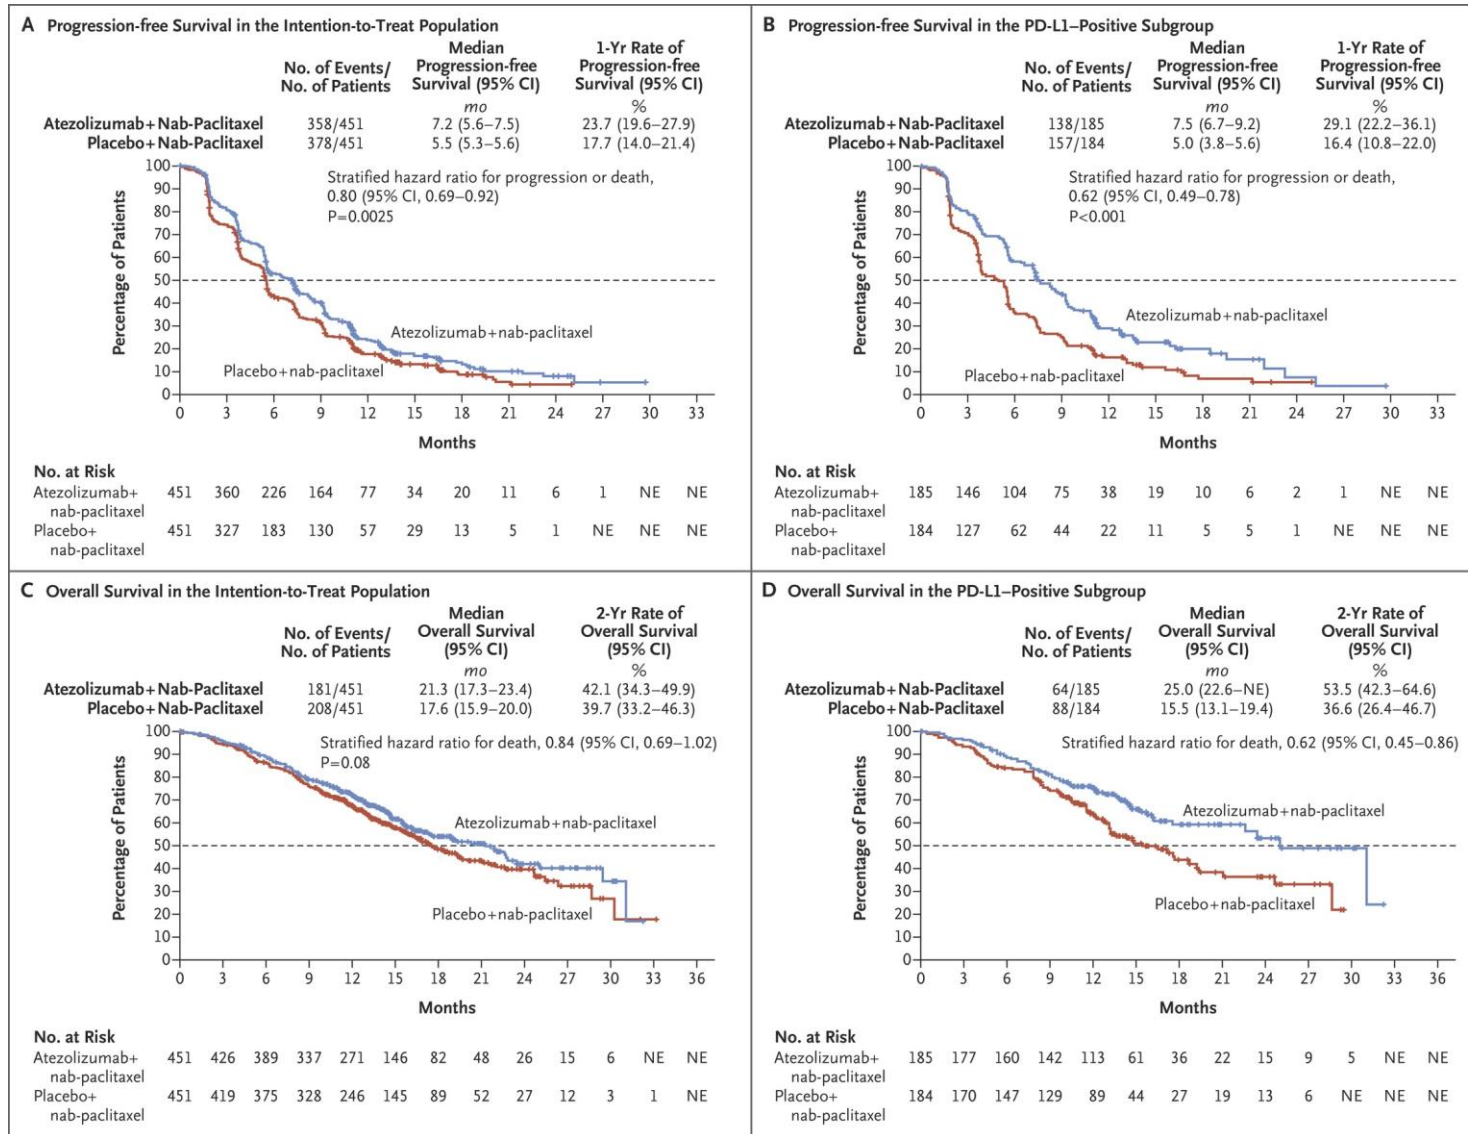 A Progression-free Survival in the Intention-to-Treat Population
No. of Events/
No. of Patients
Median
Progression-free
Survival (95% CI)
1-Yr Rate of
Progression-free
Survival (95% CI)
mo
%
Atezolizumab+Nab-Paclitaxel 358/451 7.2 (5.6–7.5) 23.7 (19.6–27.9)
Placebo+Nab-Paclitaxel 378/451 5.5 (5.3–5.6) 17.7 (14.0–21.4)
Stratified hazard ratio for progression or death,
0.80 (95% CI, 0.69–0.92)
P=0.0025
Percentage of Patients
100
90
80
70
60
50
40
30
20
10
0
Atezolizumab+nab-paclitaxel
Placebo+nab-paclitaxel
0 3 6 9 12 15 18 21 24 27 30 33
Months
No. at Risk
Atezolizumab+
nab-paclitaxel
451 360 226 164 77 34 20 11 6 1 NE NE
Placebo+
nab-paclitaxel
451 327 183 130 57 29 13 5 1 NE NE NE
B Progression-free Survival in the PD-L1–Positive Subgroup
No. of Events/
No. of Patients
Median
Progression-free
Survival (95% CI)
1-Yr Rate of
Progression-free
Survival (95% CI)
mo
%
Atezolizumab+Nab-Paclitaxel 138/185 7.5 (6.7–9.2) 29.1 (22.2–36.1)
Placebo+Nab-Paclitaxel 157/184 5.0 (3.8–5.6) 16.4 (10.8–22.0)
Stratified hazard ratio for progression or death,
0.62 (95% CI, 0.49–0.78)
P<0.001
Percentage of Patients
100
90
80
70
60
50
40
30
20
10
0
Atezolizumab+nab-paclitaxel
Placebo+nab-paclitaxel
0 3 6 9 12 15 18 21 24 27 30 33
Months
No. at Risk
Atezolizumab+
nab-paclitaxel
185 146 104 75 38 19 10 6 2 1 NE NE
Placebo+
nab-paclitaxel
184 127 62 44 22 11 5 5 1 NE NE NE
C Overall Survival in the Intention-to-Treat Population
No. of Events/
No. of Patients
Median
Overall Survival
(95% CI)
2-Yr Rate of
Overall Survival
(95% CI)
mo
%
Atezolizumab+Nab-Paclitaxel 181/451 21.3 (17.3–23.4) 42.1 (34.3–49.9)
Placebo+Nab-Paclitaxel 208/451 17.6 (15.9–20.0) 39.7 (33.2–46.3)
Stratified hazard ratio for death, 0.84 (95% CI, 0.69–1.02)
P=0.08
Percentage of Patients
100
90
80
70
60
50
40
30
20
10
0
Atezolizumab+nab-paclitaxel
Placebo+nab-paclitaxel
0 3 6 9 12 15 18 21 24 27 30 33 36
Months
No. at Risk
Atezolizumab+
nab-paclitaxel
451 426 389 337 271 146 82 48 26 15 6 NE NE
Placebo+
nab-paclitaxel
451 419 375 328 246 145 89 52 27 12 3 1 NE
D Overall Survival in the PD-L1–Positive Subgroup
No. of Events/
No. of Patients
Median
Overall Survival
(95% CI)
2-Yr Rate of
Overall Survival
(95% CI)
mo
%
Atezolizumab+Nab-Paclitaxel 64/185 25.0 (22.6–NE) 53.5 (42.3–64.6)
Placebo+Nab-Paclitaxel 88/184 15.5 (13.1–19.4) 36.6 (26.4–46.7)
Stratified hazard ratio for death, 0.62 (95% CI, 0.45–0.86)
Percentage of Patients
100
90
80
70
60
50
40
30
20
10
0
Atezolizumab+nab-paclitaxel
Placebo+nab-paclitaxel
0 3 6 9 12 15 18 21 24 27 30 33 36
Months
No. at Risk
Atezolizumab+
nab-paclitaxel
185 177 160 142 113 61 36 22 15 9 5 NE NE
Placebo+
nab-paclitaxel
184 170 147 129 89 44 27 19 13 6 NE NE NE